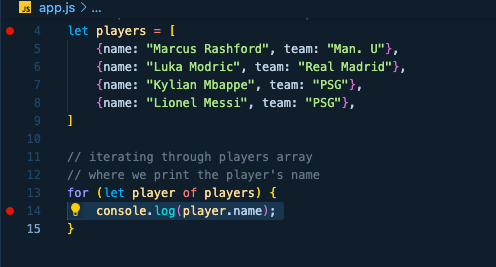 JS app.js > ...
4 let players = [
5 {name: "Marcus Rashford", team: "Man. U"},
6 {name: "Luka Modric", team: "Real Madrid"},
7 {name: "Kylian Mbappe", team: "PSG"},
8 {name: "Lionel Messi", team: "PSG"},
9 ]
10
11 // iterating through players array
12 // where we print the player's name
13 for (let player of players) {
14 console.log(player.name);
15 }